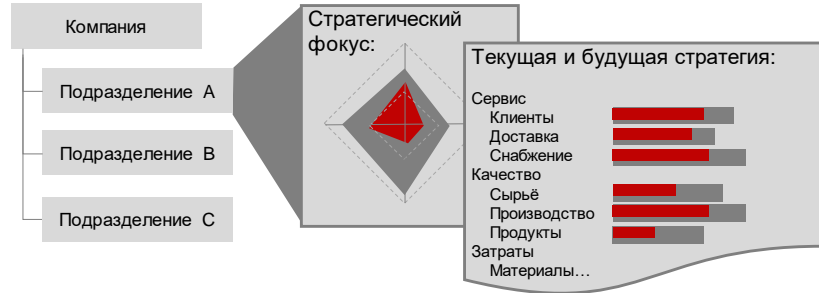 Компания
Подразделение A
Подразделение B
Подразделение C
Стратегический
фокус:
Текущая и будущая стратегия:
Сервис
Клиенты
Доставка
Снабжение
Качество
Сырьё
Производство
Продукты
Затраты
Материалы…